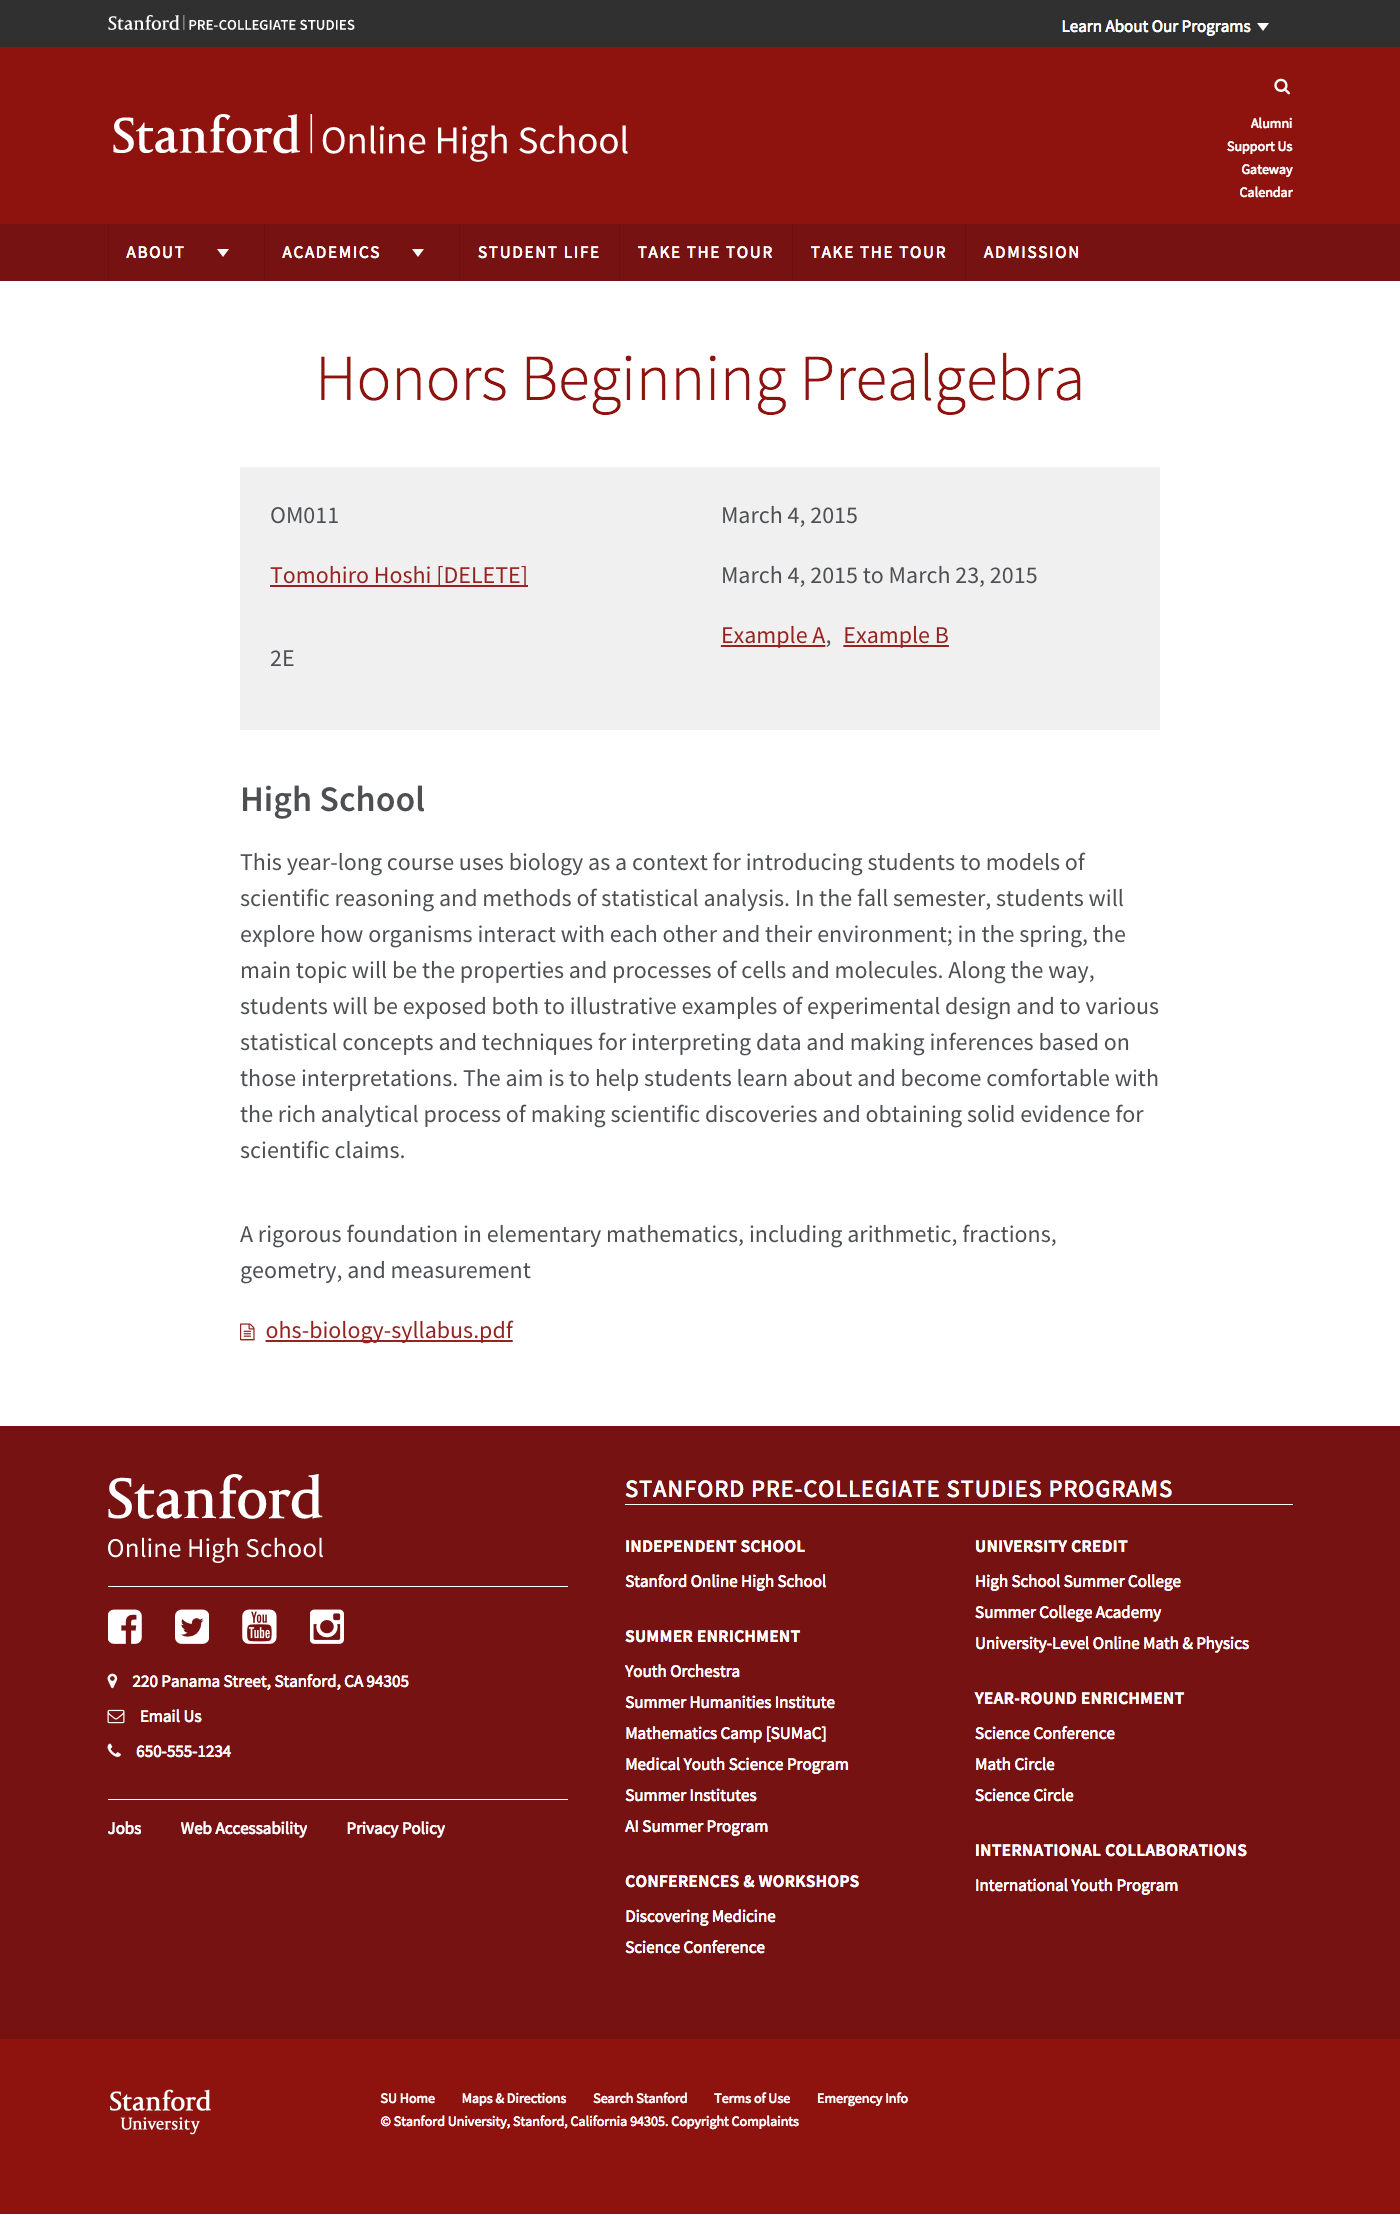 Stanford | PRE-COLLEGIATE STUDIES
Learn About Our Programs
Stanford | Online High School
Alumni
Support Us
Gateway
Calendar
ABOUT
ACADEMICS
STUDENT LIFE
TAKE THE TOUR
TAKE THE TOUR
ADMISSION
Honors Beginning Prealgebra
OM011
Tomohiro Hoshi [DELETE]
2E
March 4, 2015
March 4, 2015 to March 23, 2015
Example A, Example B
High School
This year-long course uses biology as a context for introducing students to models of
scientific reasoning and methods of statistical analysis. In the fall semester, students will
explore how organisms interact with each other and their environment; in the spring, the
main topic will be the properties and processes of cells and molecules. Along the way,
students will be exposed both to illustrative examples of experimental design and to various
statistical concepts and techniques for interpreting data and making inferences based on
those interpretations. The aim is to help students learn about and become comfortable with
the rich analytical process of making scientific discoveries and obtaining solid evidence for
scientific claims.
A rigorous foundation in elementary mathematics, including arithmetic, fractions,
geometry, and measurement
ohs-biology-syllabus.pdf
Stanford
Online High School
You
Tube
220 Panama Street, Stanford, CA 94305
Email Us
650-555-1234
Jobs
Web Accessability
Privacy Policy
STANFORD PRE-COLLEGIATE STUDIES PROGRAMS
INDEPENDENT SCHOOL
Stanford Online High School
SUMMER ENRICHMENT
Youth Orchestra
Summer Humanities Institute
Mathematics Camp [SUMaC]
Medical Youth Science Program
Summer Institutes
AI Summer Program
CONFERENCES & WORKSHOPS
Discovering Medicine
Science Conference
UNIVERSITY CREDIT
High School Summer College
Summer College Academy
University-Level Online Math & Physics
YEAR-ROUND ENRICHMENT
Science Conference
Math Circle
Science Circle
INTERNATIONAL COLLABORATIONS
International Youth Program
Stanford
University
SU Home
Maps & Directions
Search Stanford
Terms of Use
Emergency Info
© Stanford University, Stanford, California 94305. Copyright Complaints